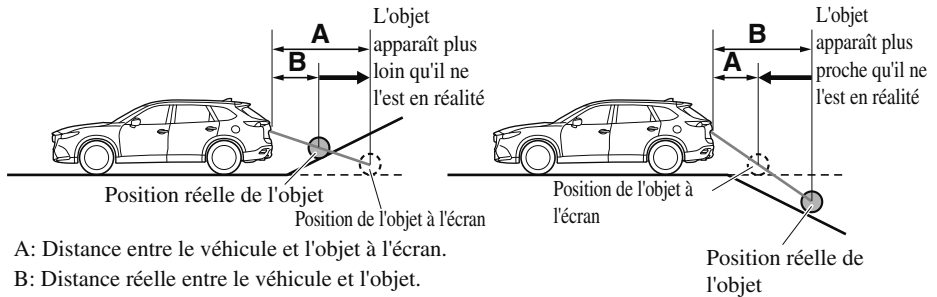 L'objet
apparaît plus
loin qu'il ne
l'est en réalité
A
B
Position réelle de l'objet
Position de l'objet à l'écran
L'objet
apparaît plus
proche qu'il ne
l'est en réalité
B
A
Position de l'objet à
l'écran
Position réelle de
l'objet
A: Distance entre le véhicule et l'objet à l'écran.
B: Distance réelle entre le véhicule et l'objet.